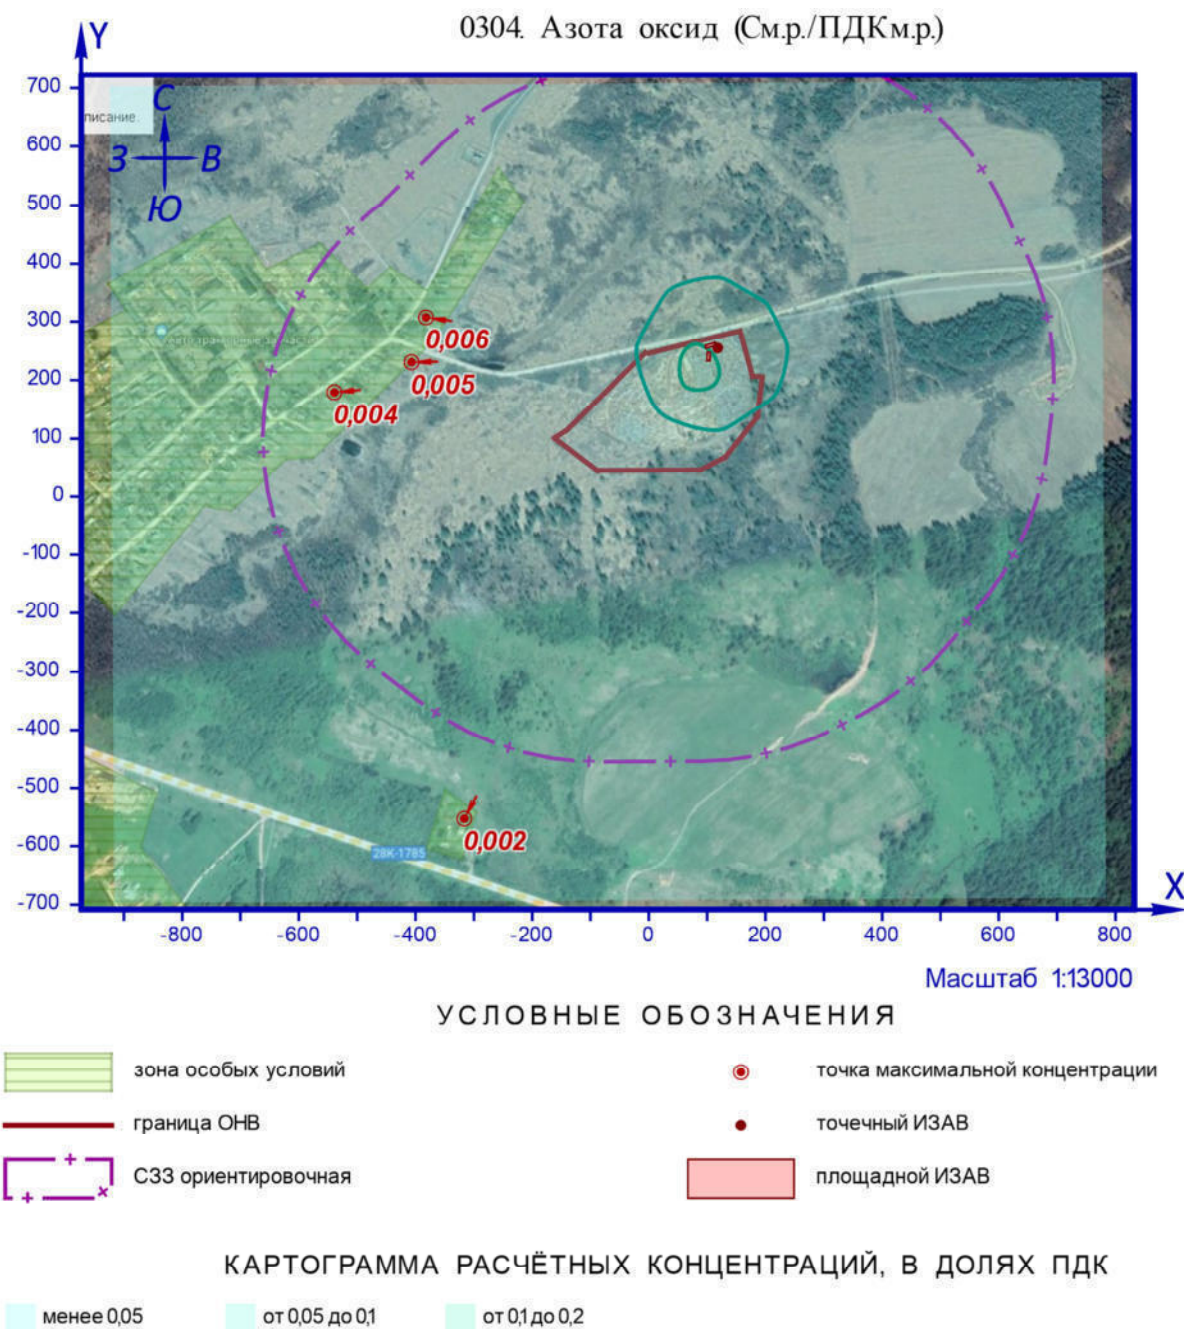 0304. Азота оксид (См.р./ПДКм.р.)
Y
700
600
500
400
300
200
100
0
-100
-200
-300
-400
-500
-600
-700
писание.
С
З В
Ю
0,006
0,005
0,004
0,002
28К-1785
X
-800 -600 -400 -200 0 200 400 600 800
Масштаб 1:13000
УСЛОВНЫЕ ОБОЗНАЧЕНИЯ
зона особых условий
точка максимальной концентрации
граница ОНВ
точечный ИЗАВ
СЗЗ ориентировочная
площадной ИЗАВ
КАРТОГРАММА РАСЧЁТНЫХ КОНЦЕНТРАЦИЙ, В ДОЛЯХ ПДК
менее 0,05 от 0,05 до 0,1 от 0,1 до 0,2